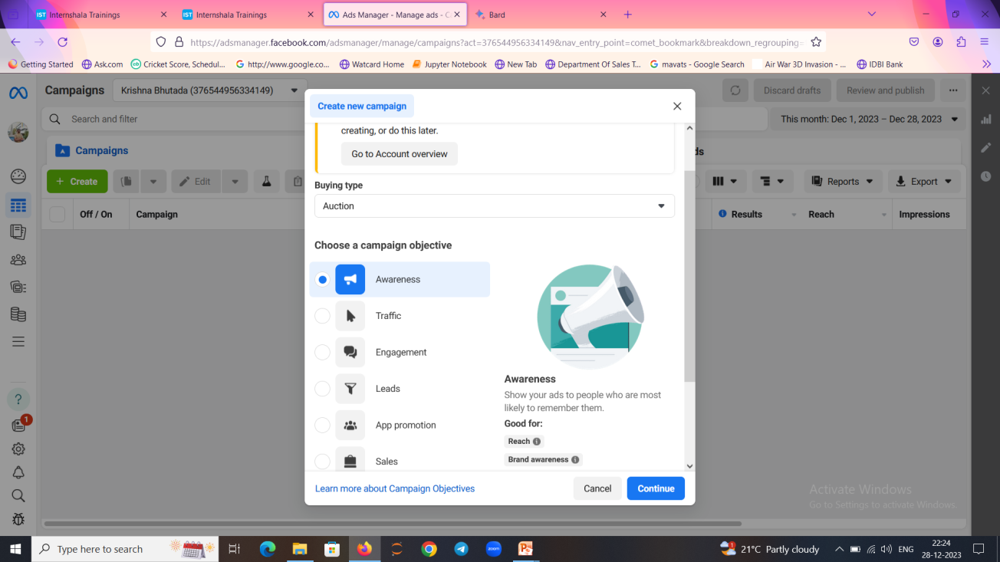 IST Internshala Trainings
IST Internshala Trainings
Ads Manager - Manage ads - C
Bard
https://adsmanager.facebook.com/adsmanager/manage/campaigns?act=376544956334149&nav_entry_point=comet_bookmark&breakdown_regrouping=
Getting Started
Ask.com
Cricket Score, Schedul...
http://www.google.co...
Watcard Home
Jupyter Notebook
New Tab
Department Of Sales T...
mavats - Google Search
Air War 3D Invasion - ...
IDBI Bank
Campaigns
Krishna Bhutada (376544956334149)
Discard drafts
Review and publish
Search and filter
This month: Dec 1, 2023 – Dec 28, 2023
Campaigns
ds
+ Create
Edit
Reports
Export
Off / On
Campaign
Results
Reach
Impressions
Create new campaign
creating, or do this later.
Go to Account overview
Buying type
Auction
Choose a campaign objective
Awareness
Traffic
Engagement
Leads
App promotion
Sales
Awareness
Show your ads to people who are most
likely to remember them.
Good for:
Reach
Brand awareness
Learn more about Campaign Objectives
Cancel
Continue
?
1
Activate Windows
Go to Settings to activate Windows.
Type here to search
zoom
1
21°C Partly cloudy
ENG
22:24
28-12-2023